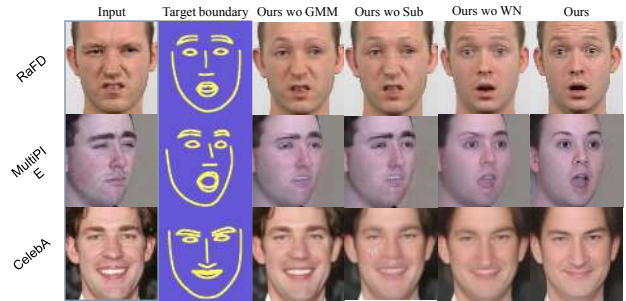 Input Target boundary Ours wo GMM Ours wo Sub Ours wo WN Ours
RaFD
MultiPI
E
CelebA